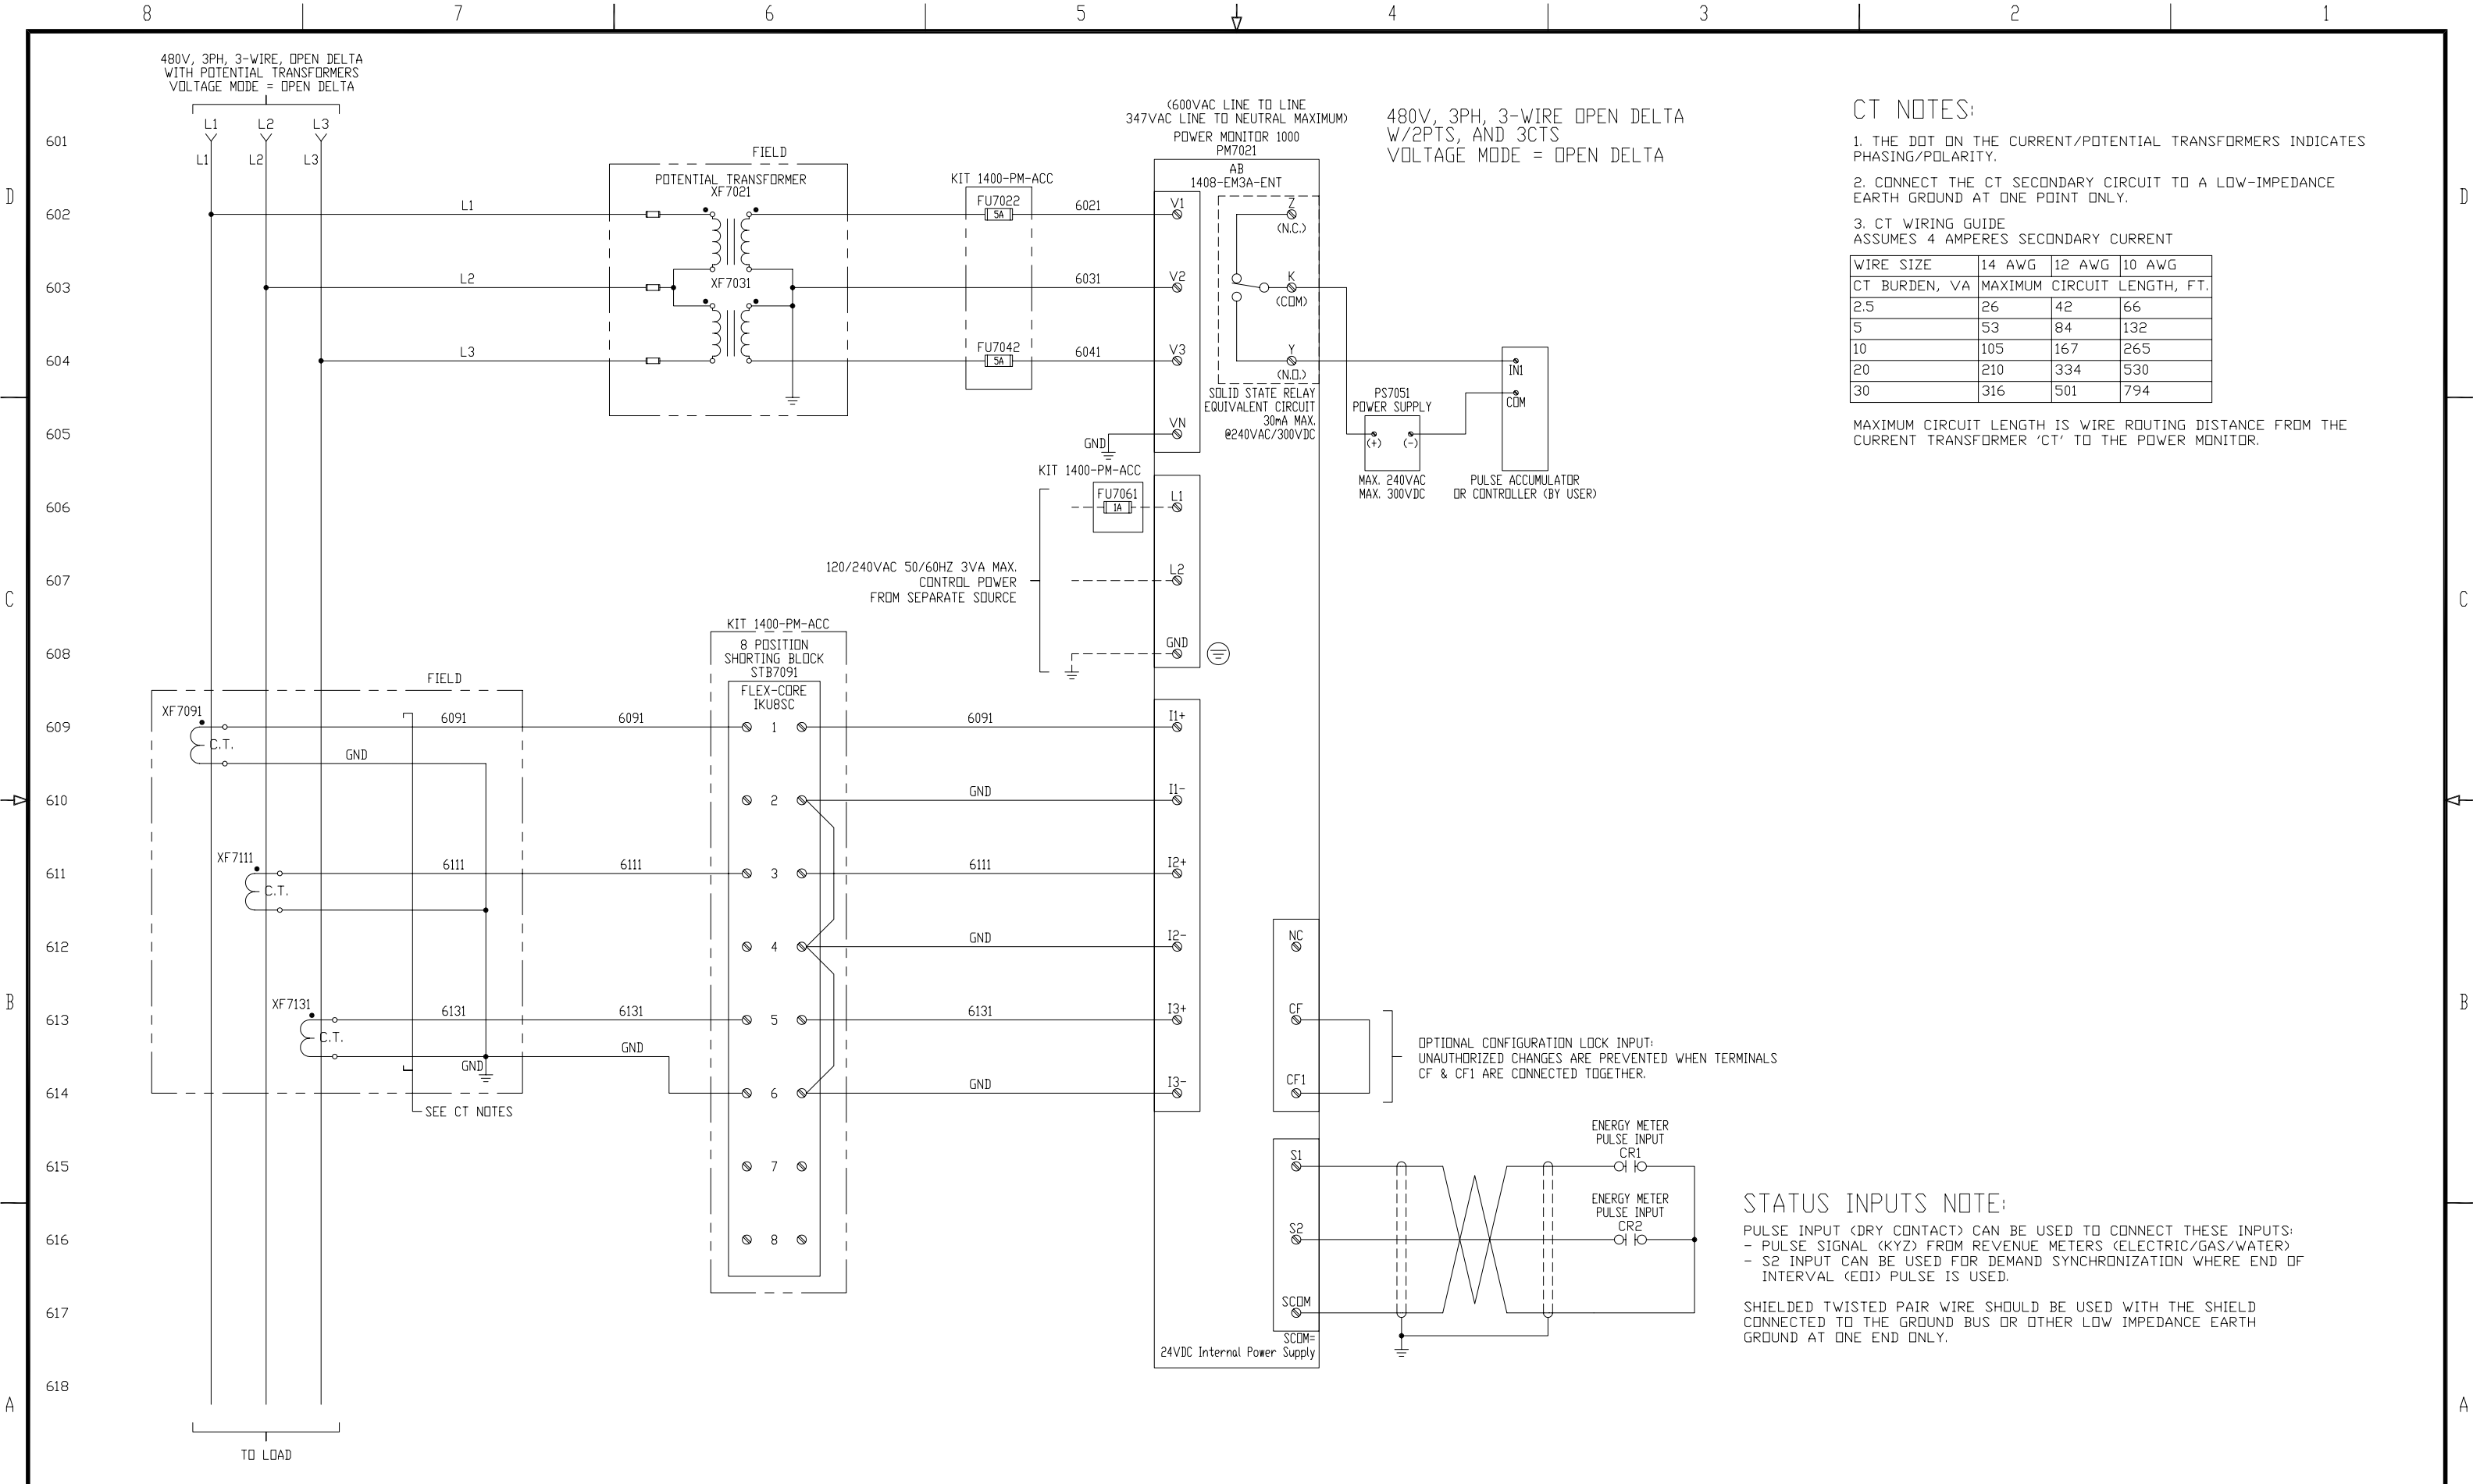 8 7 6 5 4 3 2 1
480V, 3PH, 3-WIRE, OPEN DELTA
WITH POTENTIAL TRANSFORMERS
VOLTAGE MODE = OPEN DELTA
L1 L2 L3
L1 L2 L3
601
602
603
604
605
606
607
608
609
610
611
612
613
614
615
616
617
618
D
C
B
A
L1
L2
L3
FIELD
POTENTIAL TRANSFORMER
XF7021
XF7031
KIT 1400-PM-ACC
FU7022
5A
FU7042
5A
6021
6031
6041
(600VAC LINE TO LINE
347VAC LINE TO NEUTRAL MAXIMUM)
POWER MONITOR 1000
PM7021
AB
1408-EM3A-ENT
V1
V2
V3
VN
GND
Z
(N.C.)
K
(COM)
Y
(N.O.)
SOLID STATE RELAY
EQUIVALENT CIRCUIT
30mA MAX.
@240VAC/300VDC
480V, 3PH, 3-WIRE OPEN DELTA
W/2PTS, AND 3CTS
VOLTAGE MODE = OPEN DELTA
PS7051
POWER SUPPLY
(+) (-)
MAX. 240VAC
MAX. 300VDC
IN1
COM
PULSE ACCUMULATOR
OR CONTROLLER (BY USER)
CT NOTES:
1. THE DOT ON THE CURRENT/POTENTIAL TRANSFORMERS INDICATES
PHASING/POLARITY.
2. CONNECT THE CT SECONDARY CIRCUIT TO A LOW-IMPEDANCE
EARTH GROUND AT ONE POINT ONLY.
3. CT WIRING GUIDE
ASSUMES 4 AMPERES SECONDARY CURRENT
WIRE SIZE 14 AWG 12 AWG 10 AWG
CT BURDEN, VA MAXIMUM CIRCUIT LENGTH, FT.
2.5 26 42 66
5 53 84 132
10 105 167 265
20 210 334 530
30 316 501 794
MAXIMUM CIRCUIT LENGTH IS WIRE ROUTING DISTANCE FROM THE
CURRENT TRANSFORMER 'CT' TO THE POWER MONITOR.
KIT 1400-PM-ACC
FU7061
1A
L1
L2
GND
120/240VAC 50/60HZ 3VA MAX.
CONTROL POWER
FROM SEPARATE SOURCE
KIT 1400-PM-ACC
8 POSITION
SHORTING BLOCK
STB7091
FLEX-CORE
IKU8SC
1
2
3
4
5
6
7
8
FIELD
XF7091
C.T.
6091 6091 6091
GND
GND
XF7111
C.T.
6111 6111 6111
GND
XF7131
C.T.
6131 6131 6131
GND GND
GND
SEE CT NOTES
I1+
I1-
I2+
I2-
I3+
I3-
NC
CF
CF1
OPTIONAL CONFIGURATION LOCK INPUT:
UNAUTHORIZED CHANGES ARE PREVENTED WHEN TERMINALS
CF & CF1 ARE CONNECTED TOGETHER.
S1
S2
SCOM
SCOM=
24VDC Internal Power Supply
ENERGY METER
PULSE INPUT
CR1
ENERGY METER
PULSE INPUT
CR2
STATUS INPUTS NOTE:
PULSE INPUT (DRY CONTACT) CAN BE USED TO CONNECT THESE INPUTS:
- PULSE SIGNAL (KYZ) FROM REVENUE METERS (ELECTRIC/GAS/WATER)
- S2 INPUT CAN BE USED FOR DEMAND SYNCHRONIZATION WHERE END OF
INTERVAL (EOI) PULSE IS USED.
SHIELDED TWISTED PAIR WIRE SHOULD BE USED WITH THE SHIELD
CONNECTED TO THE GROUND BUS OR OTHER LOW IMPEDANCE EARTH
GROUND AT ONE END ONLY.
TO LOAD
D
C
B
A